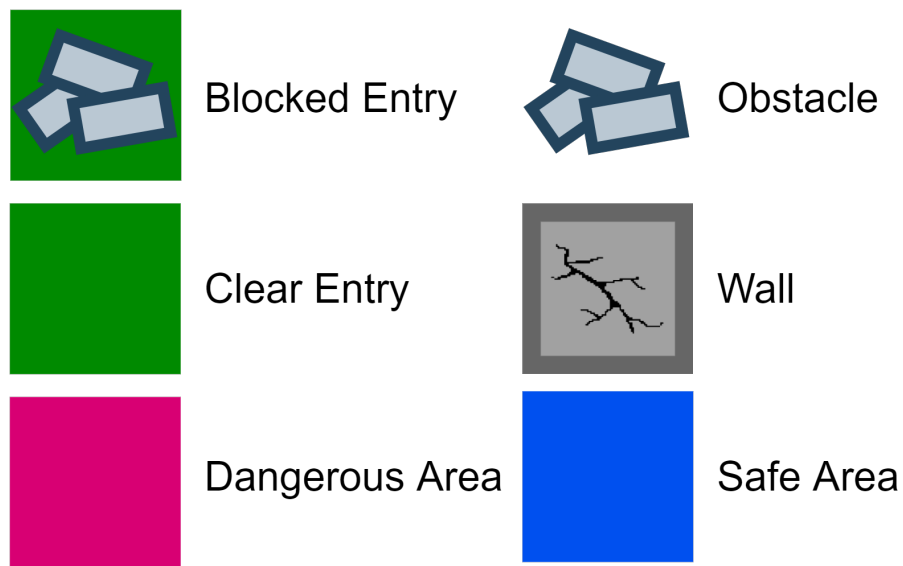 Blocked Entry
Obstacle
Clear Entry
Wall
Dangerous Area
Safe Area